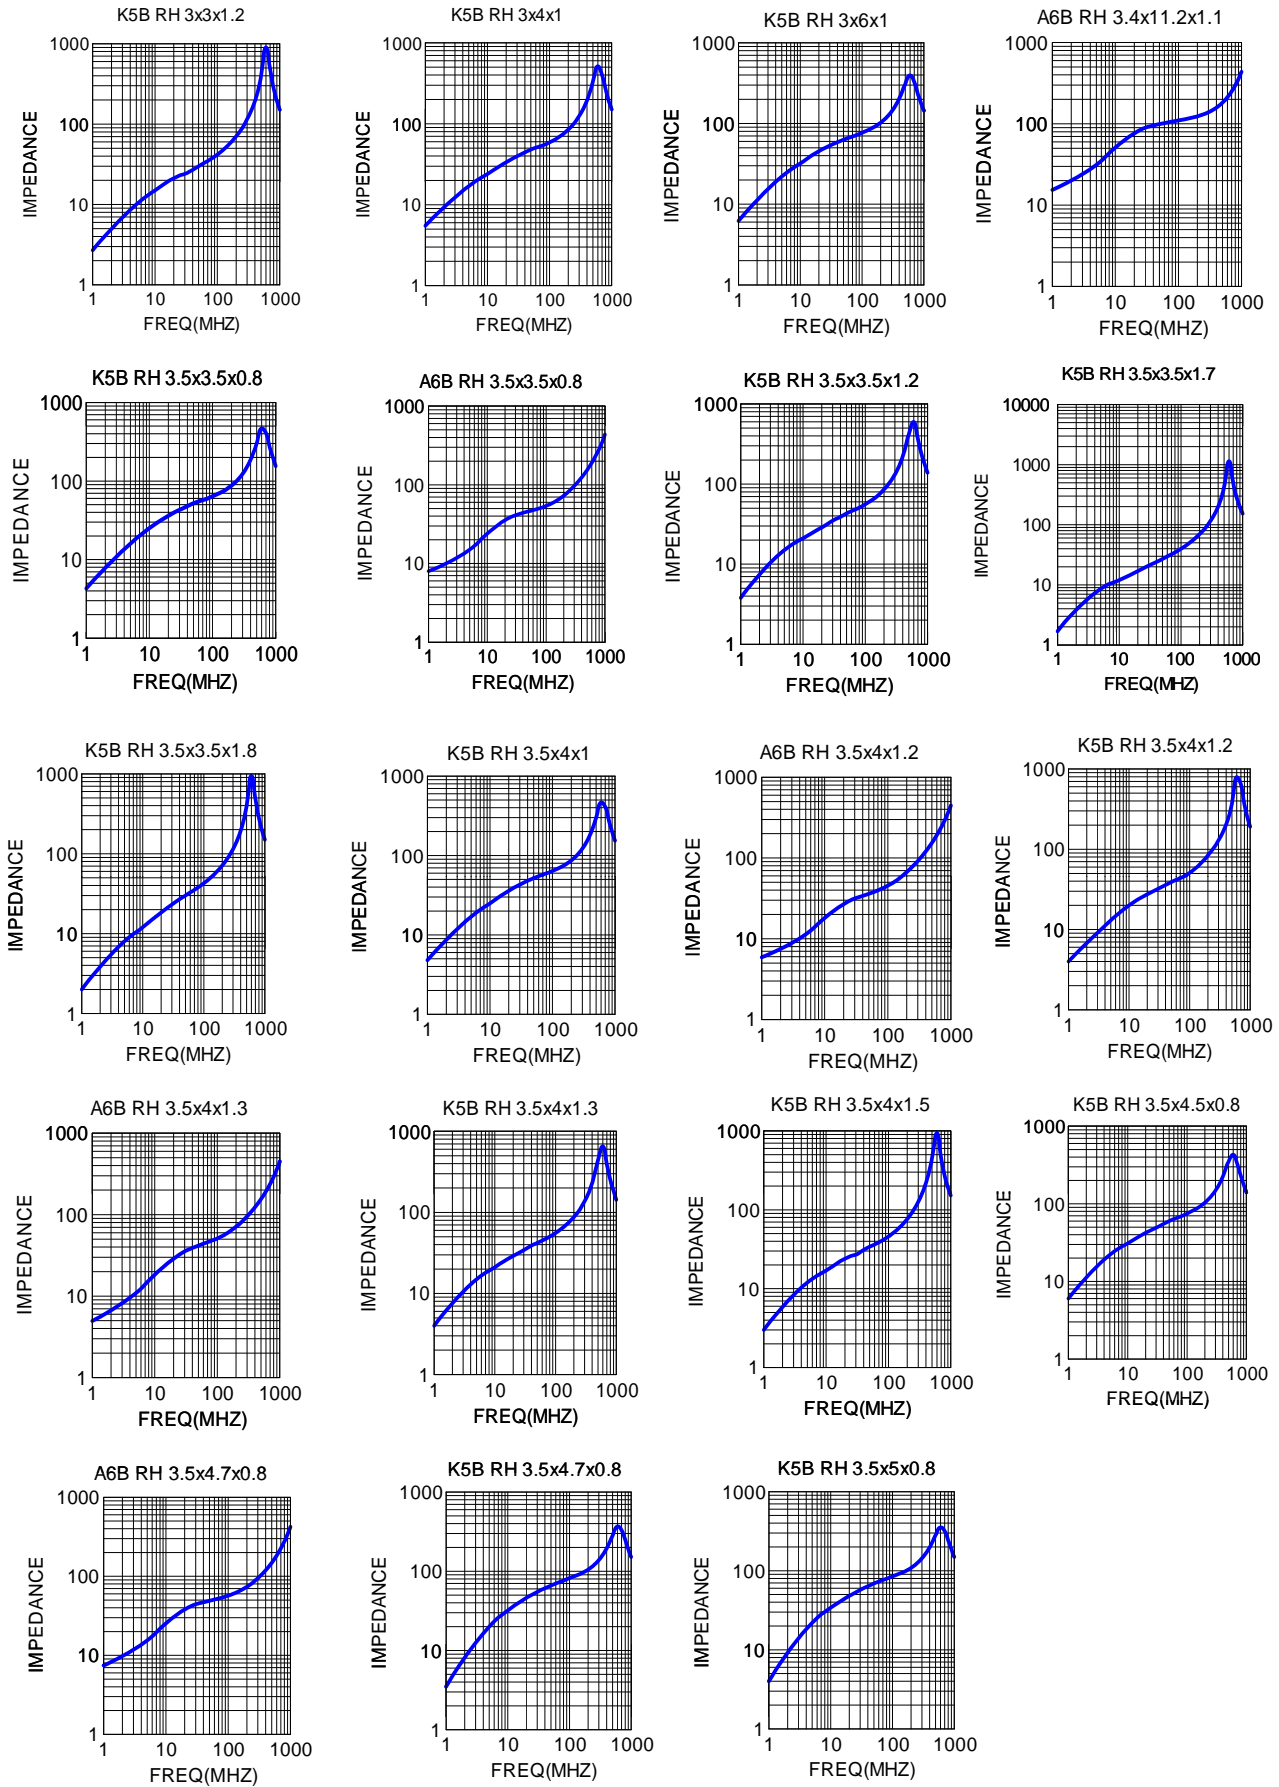 K5B RH 3x3x1.2
IMPEDANCE
1000
100
10
1
1 10 100 1000
FREQ(MHZ)
K5B RH 3x4x1
IMPEDANCE
1000
100
10
1
1 10 100 1000
FREQ(MHZ)
K5B RH 3x6x1
IMPEDANCE
1000
100
10
1
1 10 100 1000
FREQ(MHZ)
A6B RH 3.4x11.2x1.1
IMPEDANCE
1000
100
10
1
1 10 100 1000
FREQ(MHZ)
K5B RH 3.5x3.5x0.8
IMPEDANCE
1000
100
10
1
1 10 100 1000
FREQ(MHZ)
A6B RH 3.5x3.5x0.8
IMPEDANCE
1000
100
10
1
1 10 100 1000
FREQ(MHZ)
K5B RH 3.5x3.5x1.2
IMPEDANCE
1000
100
10
1
1 10 100 1000
FREQ(MHZ)
K5B RH 3.5x3.5x1.7
IMPEDANCE
10000
1000
100
10
1
1 10 100 1000
FREQ(MHZ)
K5B RH 3.5x3.5x1.8
IMPEDANCE
1000
100
10
1
1 10 100 1000
FREQ(MHZ)
K5B RH 3.5x4x1
IMPEDANCE
1000
100
10
1
1 10 100 1000
FREQ(MHZ)
A6B RH 3.5x4x1.2
IMPEDANCE
1000
100
10
1
1 10 100 1000
FREQ(MHZ)
K5B RH 3.5x4x1.2
IMPEDANCE
1000
100
10
1
1 10 100 1000
FREQ(MHZ)
A6B RH 3.5x4x1.3
IMPEDANCE
1000
100
10
1
1 10 100 1000
FREQ(MHZ)
K5B RH 3.5x4x1.3
IMPEDANCE
1000
100
10
1
1 10 100 1000
FREQ(MHZ)
K5B RH 3.5x4x1.5
IMPEDANCE
1000
100
10
1
1 10 100 1000
FREQ(MHZ)
K5B RH 3.5x4.5x0.8
IMPEDANCE
1000
100
10
1
1 10 100 1000
FREQ(MHZ)
A6B RH 3.5x4.7x0.8
IMPEDANCE
1000
100
10
1
1 10 100 1000
FREQ(MHZ)
K5B RH 3.5x4.7x0.8
IMPEDANCE
1000
100
10
1
1 10 100 1000
FREQ(MHZ)
K5B RH 3.5x5x0.8
IMPEDANCE
1000
100
10
1
1 10 100 1000
FREQ(MHZ)